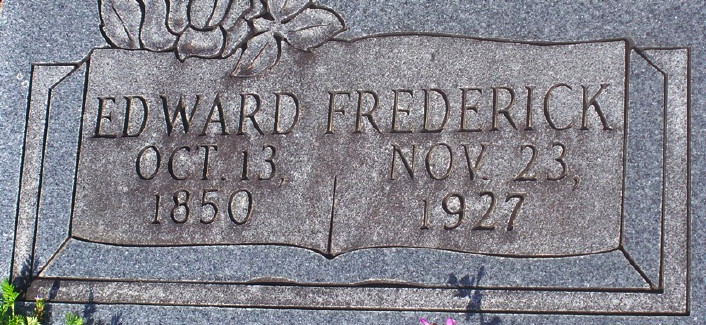 EDWARD FREDERICK
OCT. 13, NOV. 23,
1850 1927